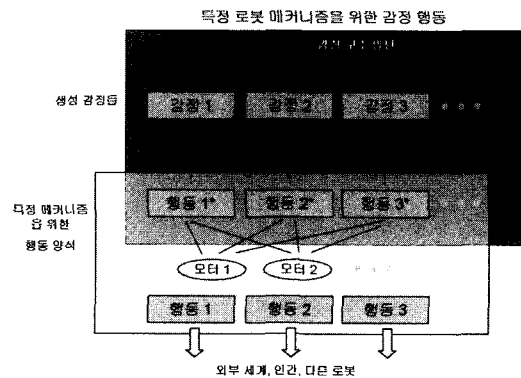 특정 로봇 메커니즘을 위한 감정 행동
생성 감정들
감정 1 감정 2 감정 3
행동 1* 행동 2* 행동 3*
특정 메커니즘
을 위한
행동 양식
모터 1 모터 2
행동 1 행동 2 행동 3
외부 세계, 인간, 다른 로봇